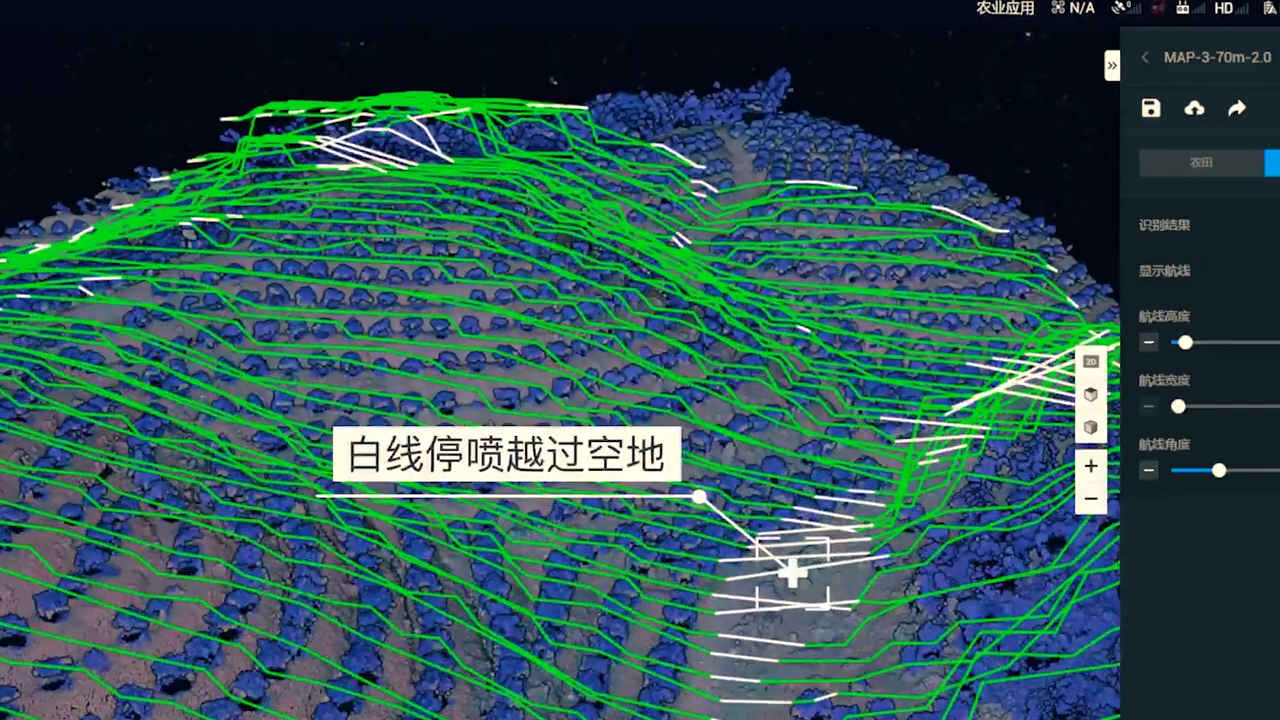 农业应用 N/A HD
MAP-3-70m-2.0
农田
识别结果
显示航线
航线高度
航线宽度
航线角度
2D
白线停喷越过空地